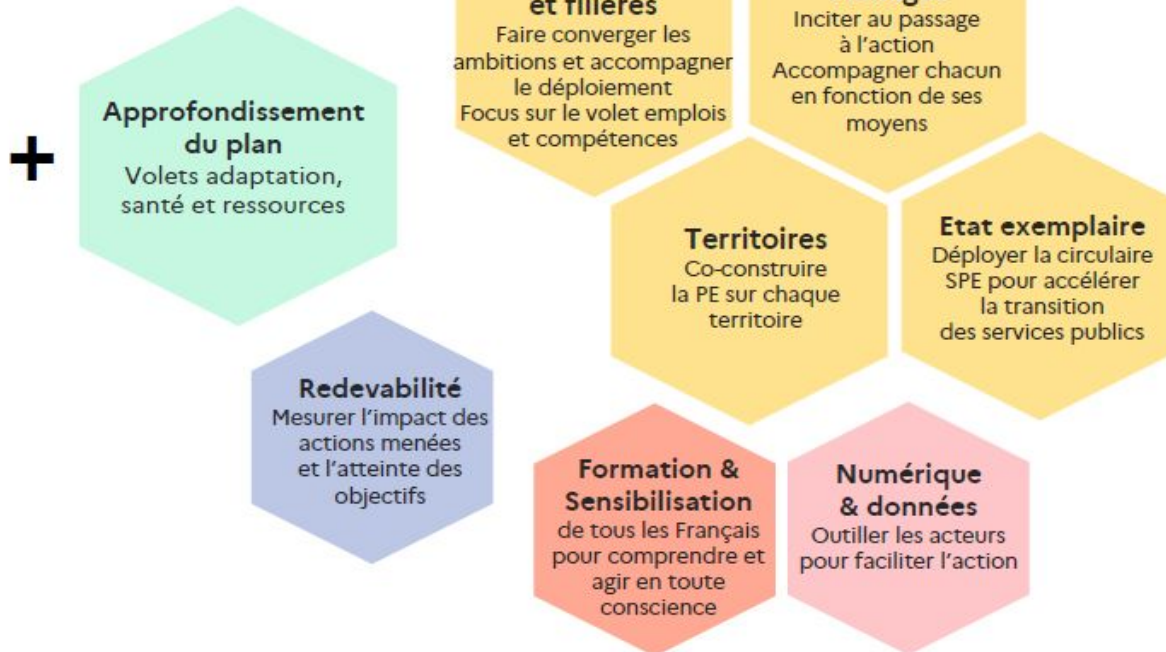 et filières
Faire converger les
ambitions et accompagner
le déploiement
Focus sur le volet emplois
et compétences
Inciter au passage
à l'action
Accompagner chacun
en fonction de ses
moyens
+
Approfondissement
du plan
Volets adaptation,
santé et ressources
Territoires
Co-construire
la PE sur chaque
territoire
Etat exemplaire
Déployer la circulaire
SPE pour accélérer
la transition
des services publics
Redevabilité
Mesurer l'impact des
actions menées
et l'atteinte des
objectifs
Formation &
Sensibilisation
de tous les Français
pour comprendre et
agir en toute
conscience
Numérique
& données
Outiller les acteurs
pour faciliter l'action